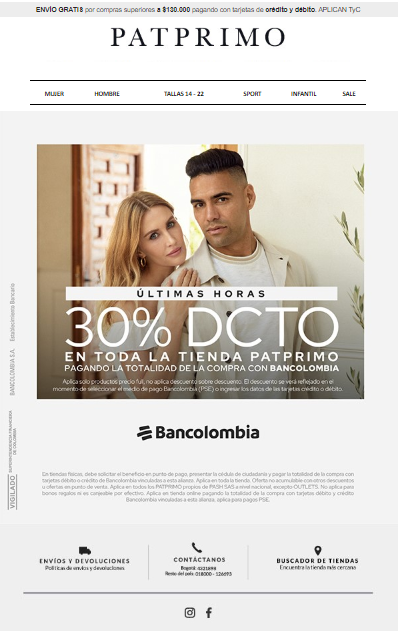 ENVÍO GRATIS por compras superiores a $130.000 pagando con tarjetas de crédito y débito. APLICAN TyC
PATPRIMO
MUJER HOMBRE TALLAS 14 - 22 SPORT INFANTIL SALE
ÚLTIMAS HORAS
30% DCTO
EN TODA LA TIENDA PATPRIMO
PAGANDO LA TOTALIDAD DE LA COMPRA CON BANCOLOMBIA
Aplica solo productos precio full, no aplica descuento sobre descuento. El descuento se verá reflejado en el
momento de seleccionar el medio de pago Bancolombia (PSE) o ingresar los datos de las tarjetas crédito o débito.
BANCOLOMBIA S.A. Establecimiento Bancario
VIGILADO SUPERINTENDENCIA FINANCIERA
DE COLOMBIA
Bancolombia
En tiendas físicas, debe solicitar el beneficio en punto de pago, presentar la cédula de ciudadanía y pagar la totalidad de la compra con
tarjetas débito o crédito de Bancolombia vinculadas a esta alianza. Aplica en toda la tienda. Oferta no acumulable con otros descuentos
u ofertas en punto de venta. Aplica en todos los PATPRIMO propios de PASH SAS a nivel nacional, excepto OUTLETS. No aplica para
bonos regalos ni es canjeable por efectivo. Aplica en tienda online pagando la totalidad de la compra con tarjetas débito y crédito
Bancolombia vinculadas a esta alianza, aplica para pagos PSE.
ENVÍOS Y DEVOLUCIONES
Políticas de envíos y devoluciones
CONTÁCTANOS
Bogotá 4321898
Resto del país 018000 - 126693
BUSCADOR DE TIENDAS
Encuentra la tienda más cercana